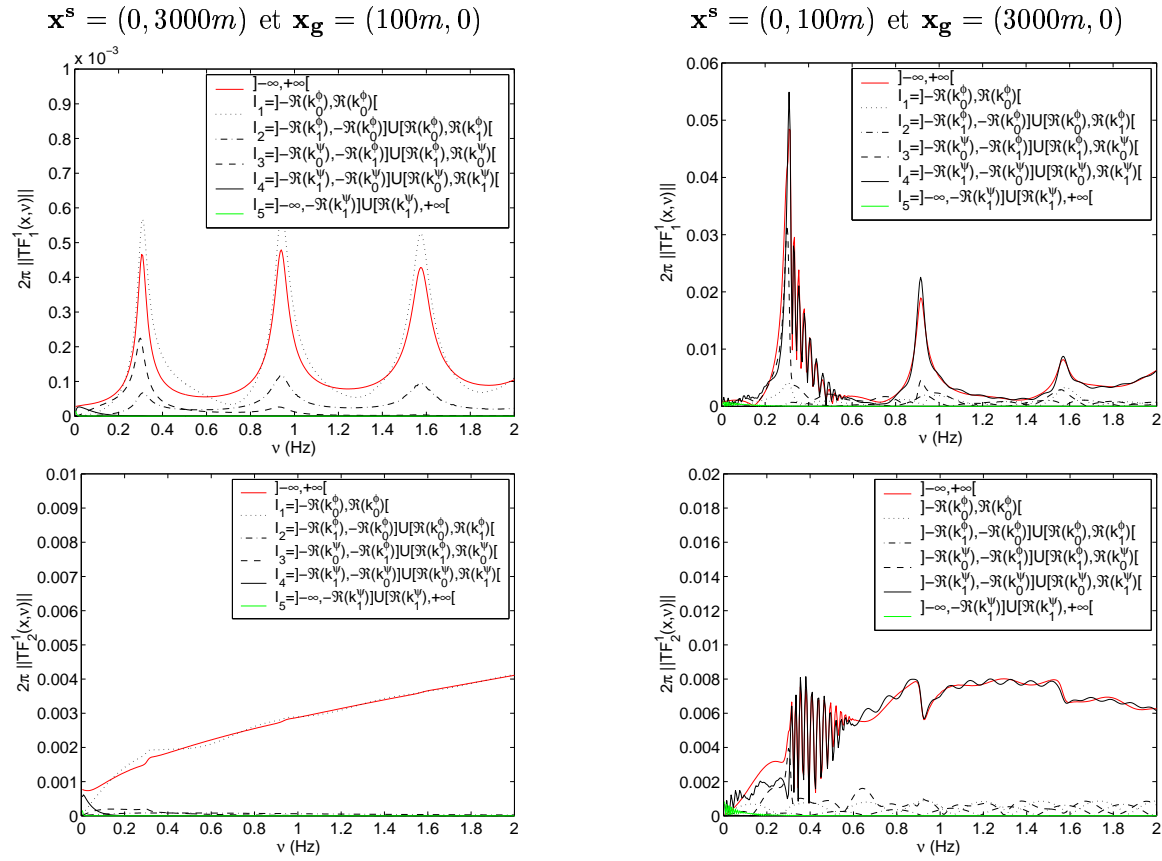 x^s = (0, 3000m) et x_g = (100m, 0)
x^s = (0, 100m) et x_g = (3000m, 0)
x 10^-3
1
0.9
0.8
0.7
0.6
0.5
0.4
0.3
0.2
0.1
0
0 0.2 0.4 0.6 0.8 1 1.2 1.4 1.6 1.8 2
ν (Hz)
2π ||TF_1^1(x,ν)||
]−∞,+∞[
I_1=]−ℜ(k_0^ϕ),ℜ(k_0^ϕ)[
I_2=]−ℜ(k_1^ϕ),−ℜ(k_0^ϕ)]U[ℜ(k_0^ϕ),ℜ(k_1^ϕ)[
I_3=]−ℜ(k_0^ψ),−ℜ(k_1^ϕ)]U[ℜ(k_1^ϕ),ℜ(k_0^ψ)[
I_4=]−ℜ(k_1^ψ),−ℜ(k_0^ψ)]U[ℜ(k_0^ψ),ℜ(k_1^ψ)[
I_5=]−∞,−ℜ(k_1^ψ)]U[ℜ(k_1^ψ),+∞[
0.06
0.05
0.04
0.03
0.02
0.01
0
0 0.2 0.4 0.6 0.8 1 1.2 1.4 1.6 1.8 2
ν (Hz)
2π ||TF_1^1(x,ν)||
]−∞,+∞[
I_1=]−ℜ(k_0^ϕ),ℜ(k_0^ϕ)[
I_2=]−ℜ(k_1^ϕ),−ℜ(k_0^ϕ)]U[ℜ(k_0^ϕ),ℜ(k_1^ϕ)[
I_3=]−ℜ(k_0^ψ),−ℜ(k_1^ϕ)]U[ℜ(k_1^ϕ),ℜ(k_0^ψ)[
I_4=]−ℜ(k_1^ψ),−ℜ(k_0^ψ)]U[ℜ(k_0^ψ),ℜ(k_1^ψ)[
I_5=]−∞,−ℜ(k_1^ψ)]U[ℜ(k_1^ψ),+∞[
0.01
0.009
0.008
0.007
0.006
0.005
0.004
0.003
0.002
0.001
0
0 0.2 0.4 0.6 0.8 1 1.2 1.4 1.6 1.8 2
ν (Hz)
2π ||TF_2^1(x,ν)||
]−∞,+∞[
I_1=]−ℜ(k_0^ϕ),ℜ(k_0^ϕ)[
I_2=]−ℜ(k_1^ϕ),−ℜ(k_0^ϕ)]U[ℜ(k_0^ϕ),ℜ(k_1^ϕ)[
I_3=]−ℜ(k_0^ψ),−ℜ(k_1^ϕ)]U[ℜ(k_1^ϕ),ℜ(k_0^ψ)[
I_4=]−ℜ(k_1^ψ),−ℜ(k_0^ψ)]U[ℜ(k_0^ψ),ℜ(k_1^ψ)[
I_5=]−∞,−ℜ(k_1^ψ)]U[ℜ(k_1^ψ),+∞[
0.02
0.018
0.016
0.014
0.012
0.01
0.008
0.006
0.004
0.002
0
0 0.2 0.4 0.6 0.8 1 1.2 1.4 1.6 1.8 2
ν (Hz)
2π ||TF_2^1(x,ν)||
]−∞,+∞[
]−ℜ(k_0^ϕ),ℜ(k_0^ϕ)[
]−ℜ(k_1^ϕ),−ℜ(k_0^ϕ)]U[ℜ(k_0^ϕ),ℜ(k_1^ϕ)[
]−ℜ(k_0^ψ),−ℜ(k_1^ϕ)]U[ℜ(k_1^ϕ),ℜ(k_0^ψ)[
]−ℜ(k_1^ψ),−ℜ(k_0^ψ)]U[ℜ(k_0^ψ),ℜ(k_1^ψ)[
]−∞,−ℜ(k_1^ψ)]U[ℜ(k_1^ψ),+∞[